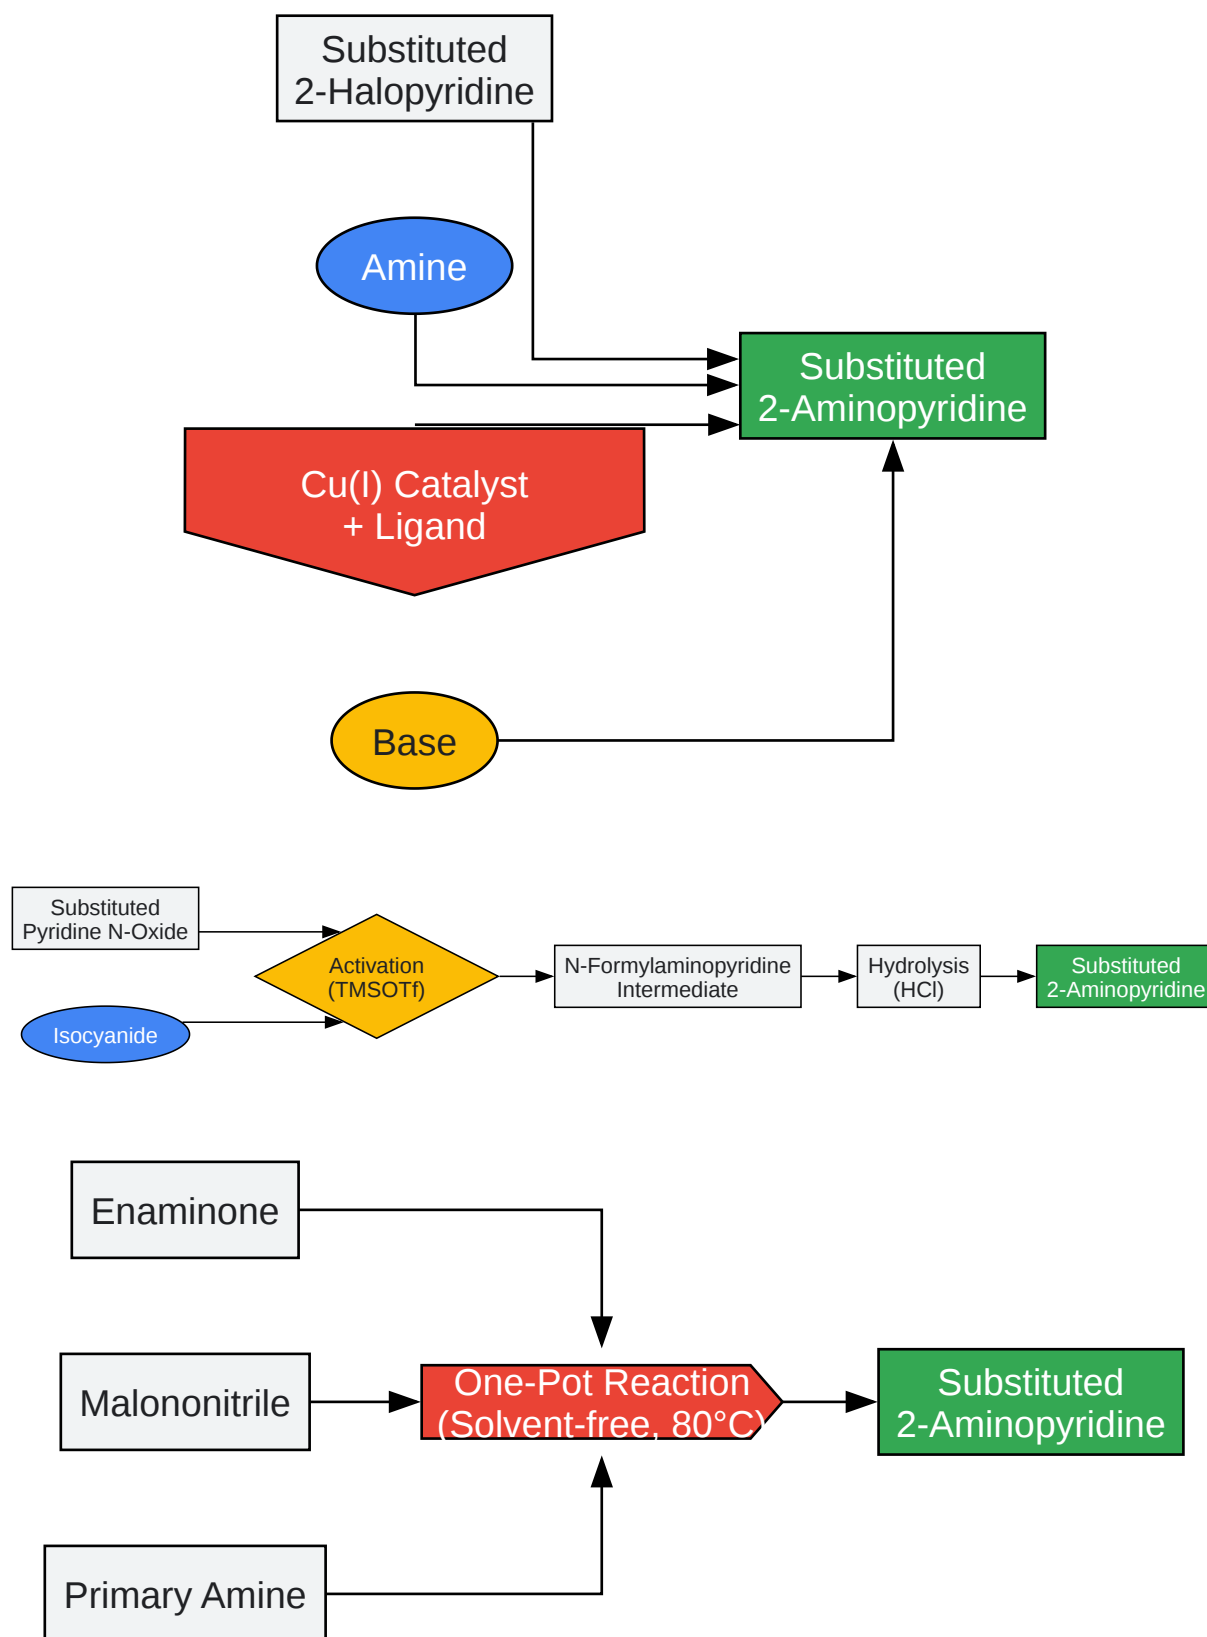 Substituted
2-Halopyridine
Amine
Substituted
2-Aminopyridine
Cu(I) Catalyst
+ Ligand
Base
Substituted
Pyridine N-Oxide
Activation
(TMSOTf)
N-Formylaminopyridine
Intermediate
Hydrolysis
(HCl)
Substituted
2-Aminopyridine
Isocyanide
Enaminone
Malononitrile
One-Pot Reaction
(Solvent-free, 80°C)
Substituted
2-Aminopyridine
Primary Amine